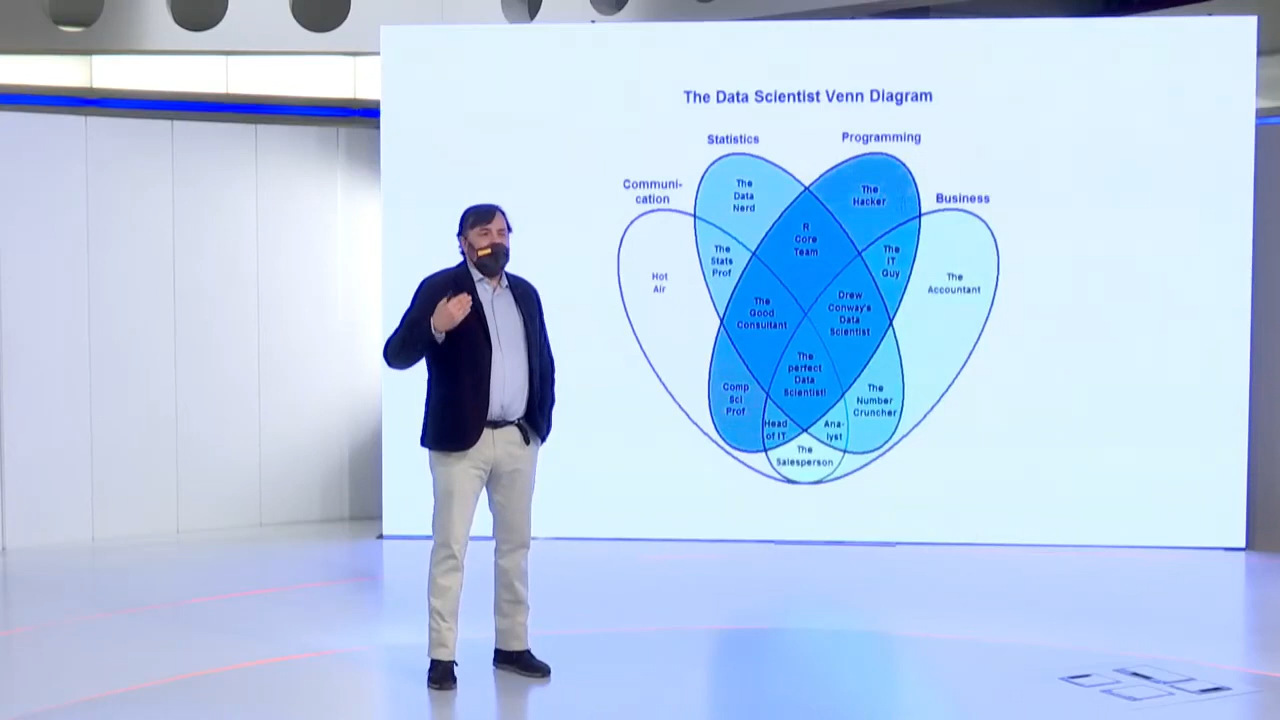 The Data Scientist Venn Diagram
Statistics
Programming
Communi-
cation
Business
The
Data
Nerd
The
Hacker
R
Core
Team
The
Stats
Prof
The
IT
Guy
Hot
Air
The
Accountant
The
Good
Consultant
Drew
Conway's
Data
Scientist
The
perfect
Data
Scientist!
Comp
Sci
Prof
The
Number
Cruncher
Head
of IT
Ana-
lyst
The
Salesperson